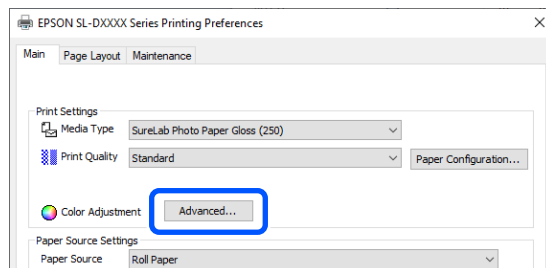 EPSON SL-DXXXX Series Printing Preferences
Main Page Layout Maintenance
Print Settings
Media Type SureLab Photo Paper Gloss (250)
Print Quality Standard Paper Configuration...
Color Adjustment Advanced...
Paper Source Settings
Paper Source Roll Paper